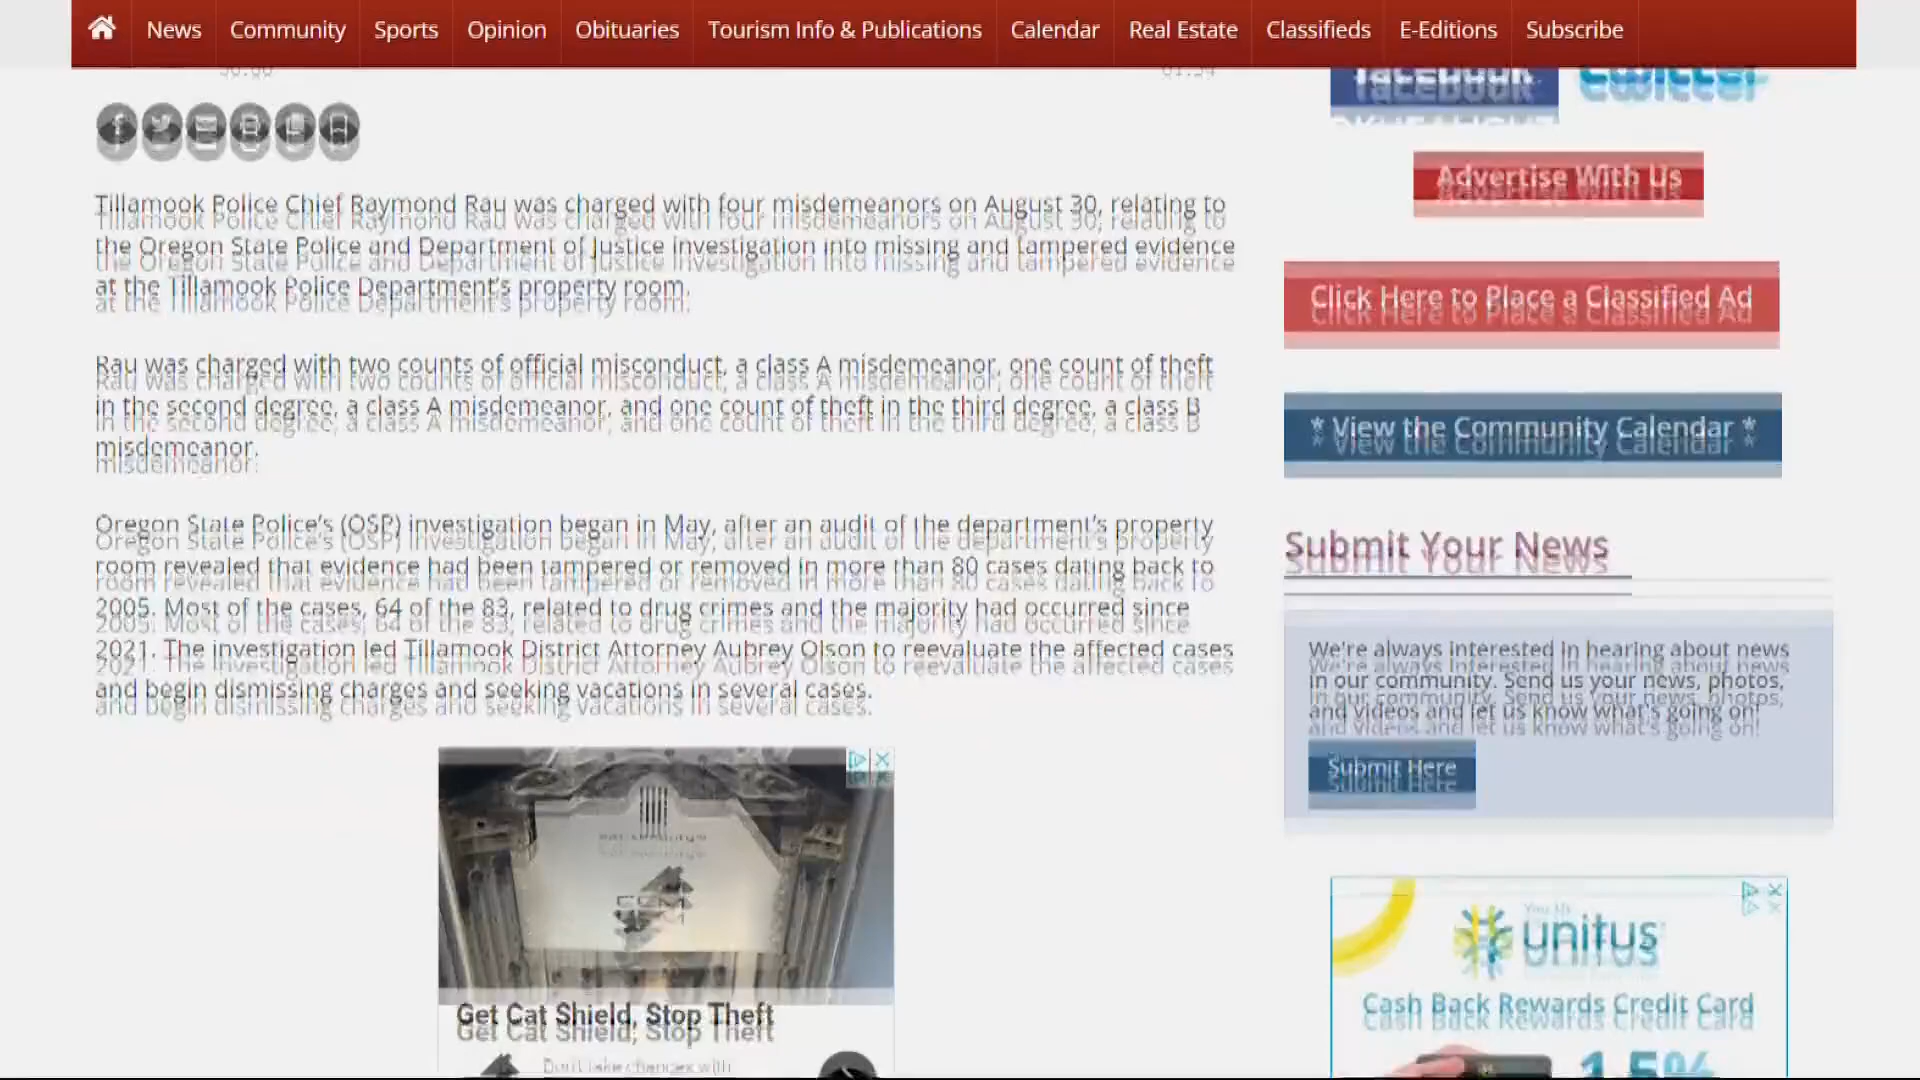 News Community Sports Opinion Obituaries Tourism Info & Publications Calendar Real Estate Classifieds E-Editions Subscribe
facebook twitter
Tillamook Police Chief Raymond Rau was charged with four misdemeanors on August 30, relating to
the Oregon State Police and Department of Justice investigation into missing and tampered evidence
at the Tillamook Police Department's property room.
Rau was charged with two counts of official misconduct, a class A misdemeanor, one count of theft
in the second degree, a class A misdemeanor, and one count of theft in the third degree, a class B
misdemeanor.
Oregon State Police's (OSP) investigation began in May, after an audit of the department's property
room revealed that evidence had been tampered or removed in more than 80 cases dating back to
2005. Most of the cases, 64 of the 83, related to drug crimes and the majority had occurred since
2021. The investigation led Tillamook District Attorney Aubrey Olson to reevaluate the affected cases
and begin dismissing charges and seeking vacations in several cases.
Get Cat Shield, Stop Theft
Don't take chances with
Advertise With Us
Click Here to Place a Classified Ad
* View the Community Calendar *
Submit Your News
We're always interested in hearing about news
in our community. Send us your news, photos,
and videos and let us know what's going on!
Submit Here
unitus
Cash Back Rewards Credit Card
1.5%